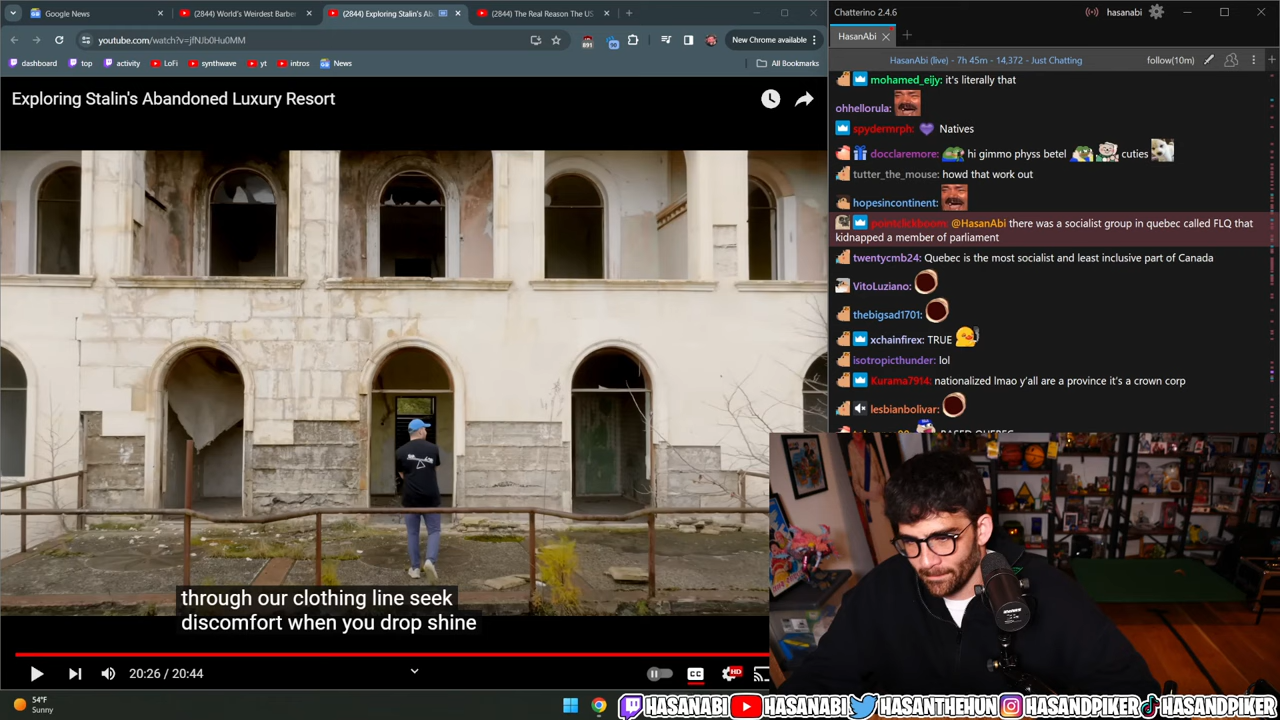 Google News
(2844) World's Weirdest Barbe
(2844) Exploring Stalin's Ab
(2844) The Real Reason The US
Chatterino 2.4.6
hasanabi
youtube.com/watch?v=jfNJb0Hu0MM
New Chrome available
HasanAbi
dashboard
top
activity
LoFi
synthwave
yt
intros
News
All Bookmarks
HasanAbi (live) - 7h 45m - 14,372 - Just Chatting
follow(10m)
Exploring Stalin's Abandoned Luxury Resort
mohamed_eijy: it's literally that
ohhellorula:
spydermrph: Natives
docclaremore: hi gimmo physs betel cuties
tutter_the_mouse: howd that work out
hopesincontinent:
pointclickboom: @HasanAbi there was a socialist group in quebec called FLQ that
kidnapped a member of parliament
twentycmb24: Quebec is the most socialist and least inclusive part of Canada
VitoLuziano:
thebigsad1701:
xchainfirex: TRUE
isotropicthunder: lol
Kurama7914: nationalized lmao y'all are a province it's a crown corp
lesbianbolivar:
BASED QUEBEC
through our clothing line seek
discomfort when you drop shine
20:26 / 20:44
CC
HD
54°F
Sunny
HASANABI
HASANABI
HASANTHEHUN
HASANDPIKER
HASANDPIKER